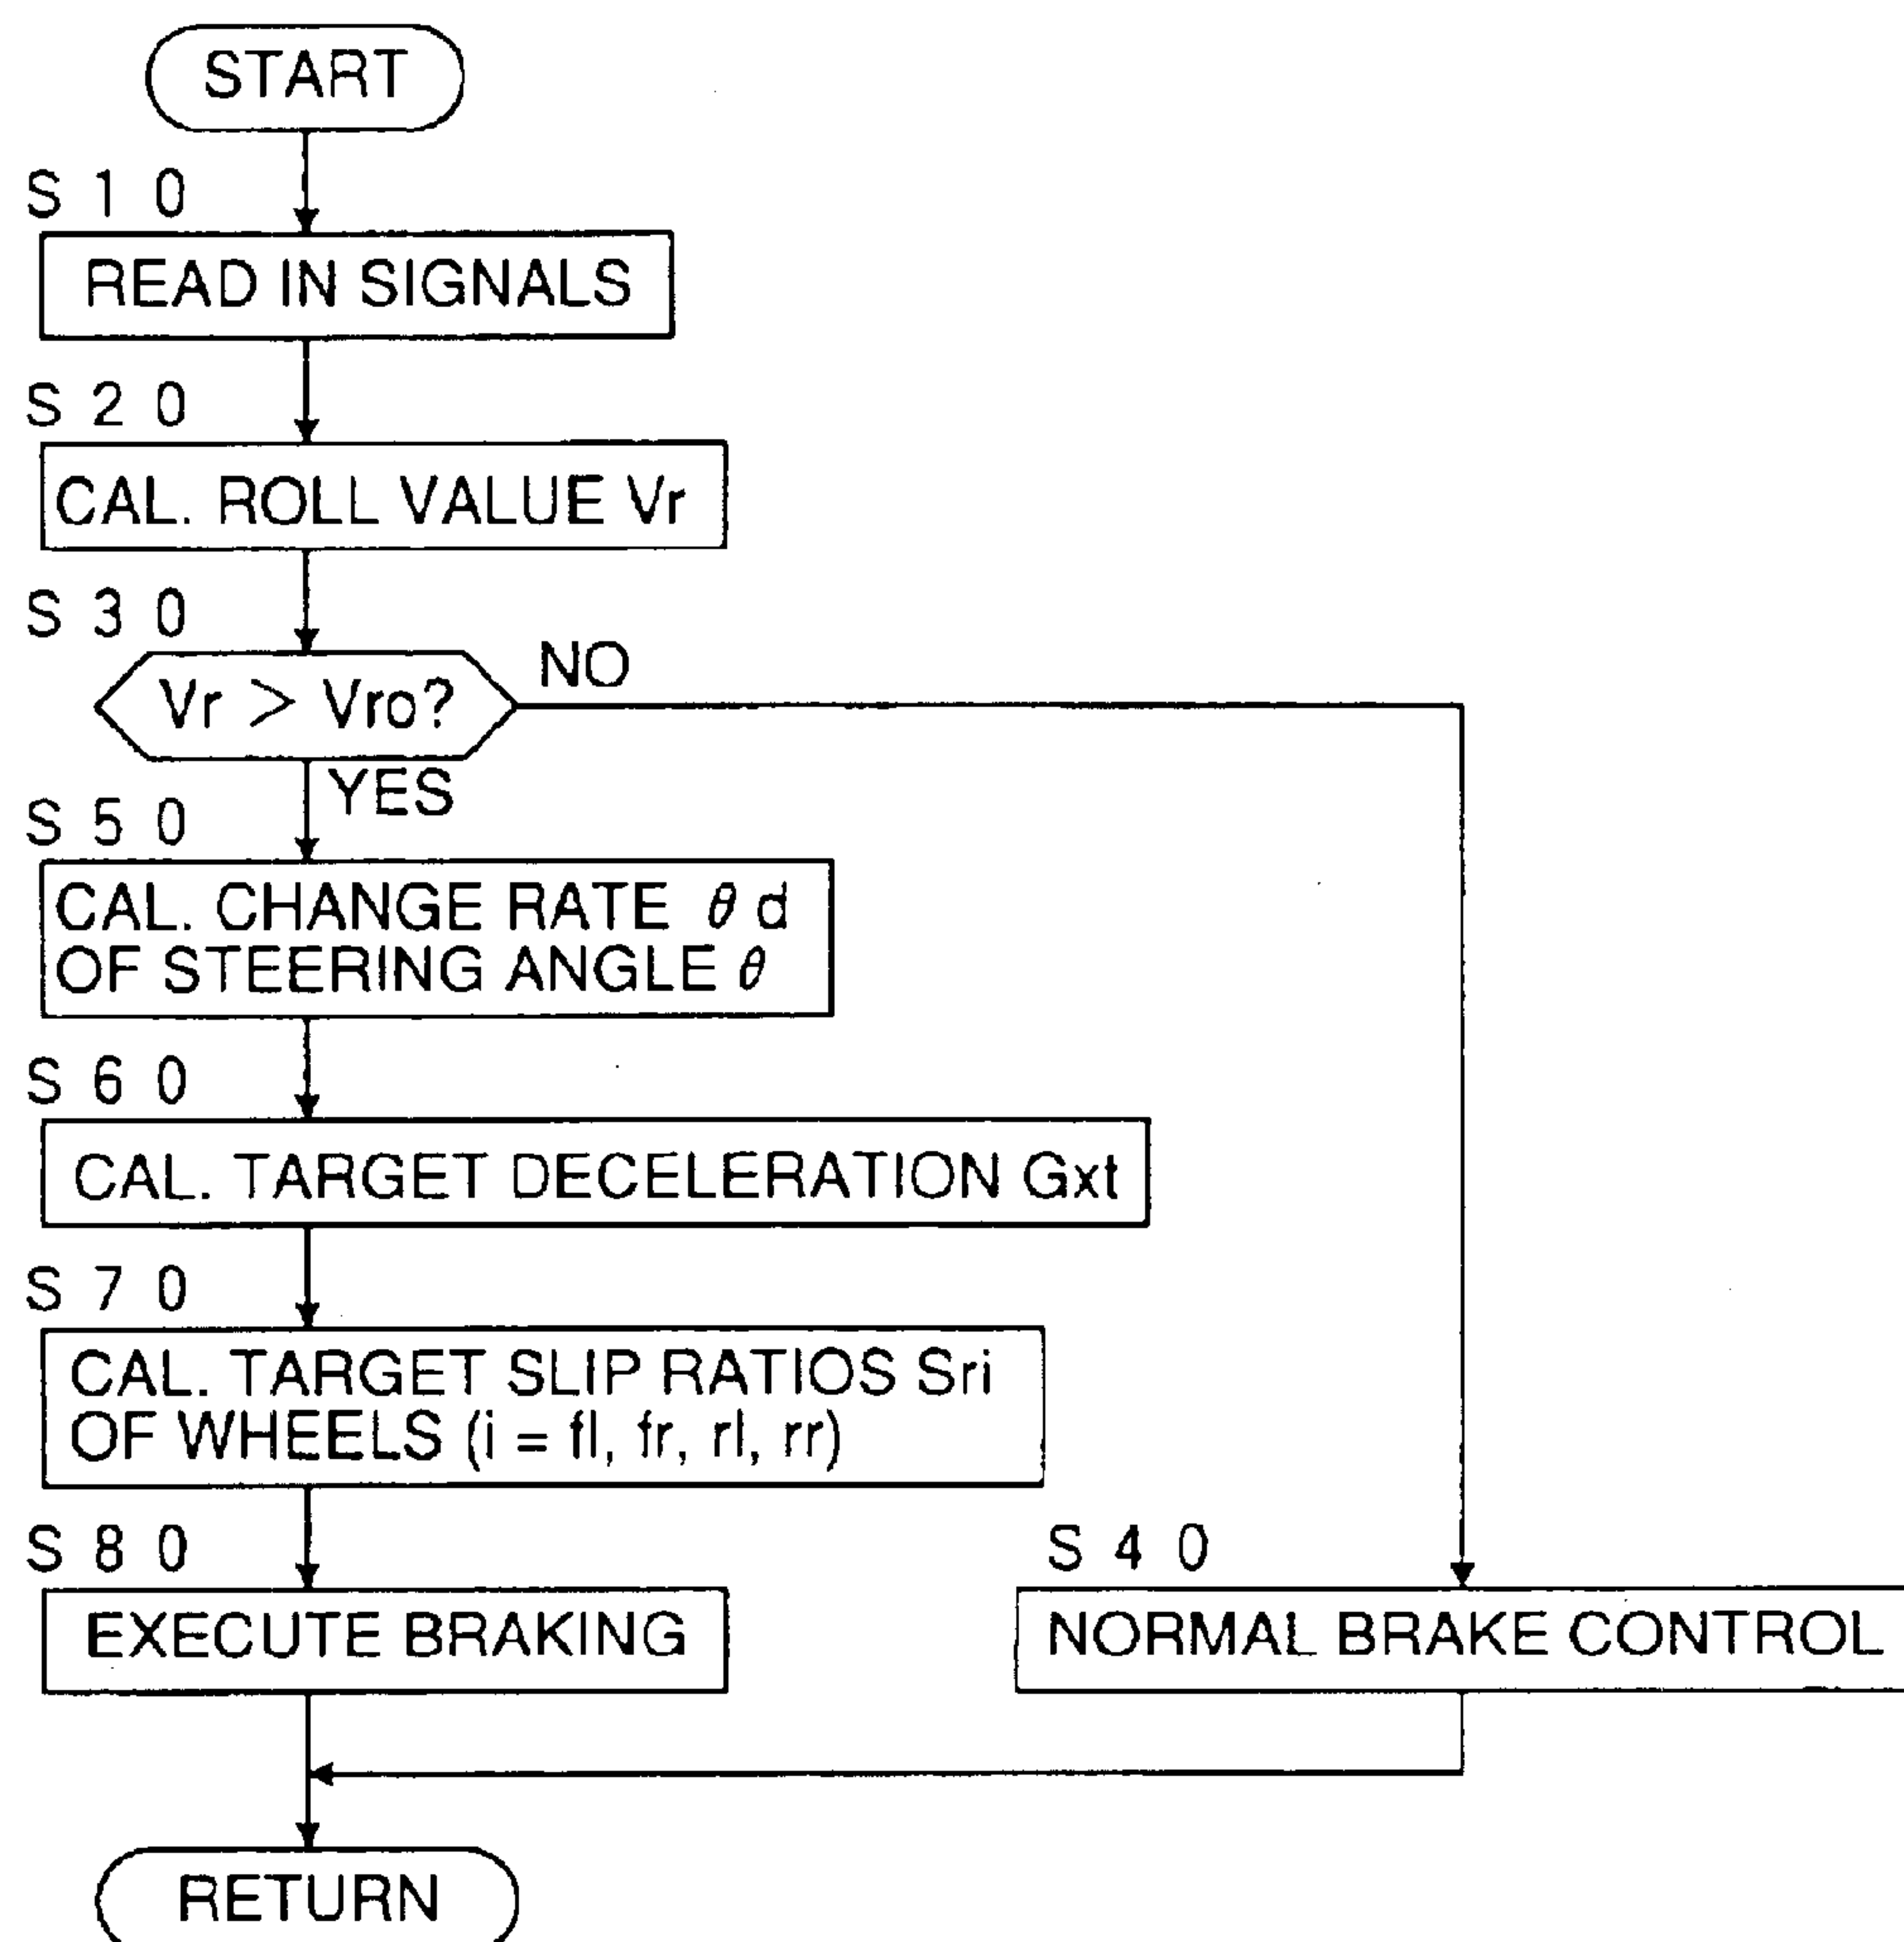 START
S 1 0
READ IN SIGNALS
S 2 0
CAL. ROLL VALUE Vr
S 3 0
NO
Vr > Vro?
YES
S 5 0
CAL. CHANGE RATE θ d
OF STEERING ANGLE θ
S 6 0
CAL. TARGET DECELERATION Gxt
S 7 0
CAL. TARGET SLIP RATIOS Sri
OF WHEELS (i = fl, fr, rl, rr)
S 8 0
EXECUTE BRAKING
S 4 0
NORMAL BRAKE CONTROL
RETURN